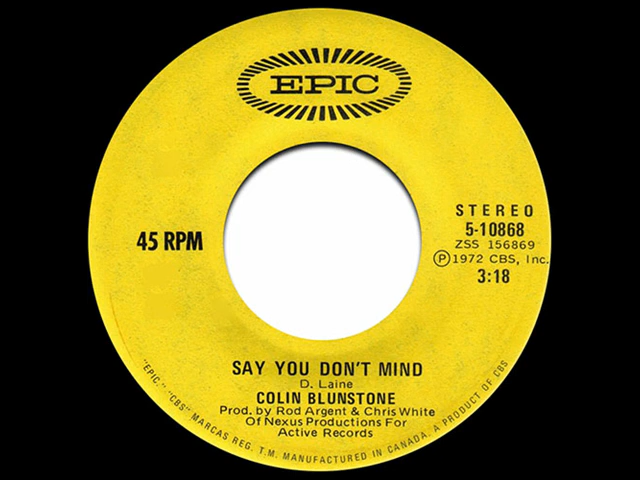 EPIC
45 RPM
STEREO
5-10868
ZSS 156869
Ⓟ1972 CBS, Inc.
3:18
SAY YOU DON'T MIND
D. Laine
COLIN BLUNSTONE
Prod. by Rod Argent & Chris White
Of Nexus Productions For
Active Records
"EPIC," "CBS" MARCAS REG. T.M. MANUFACTURED IN CANADA. A PRODUCT OF CBS